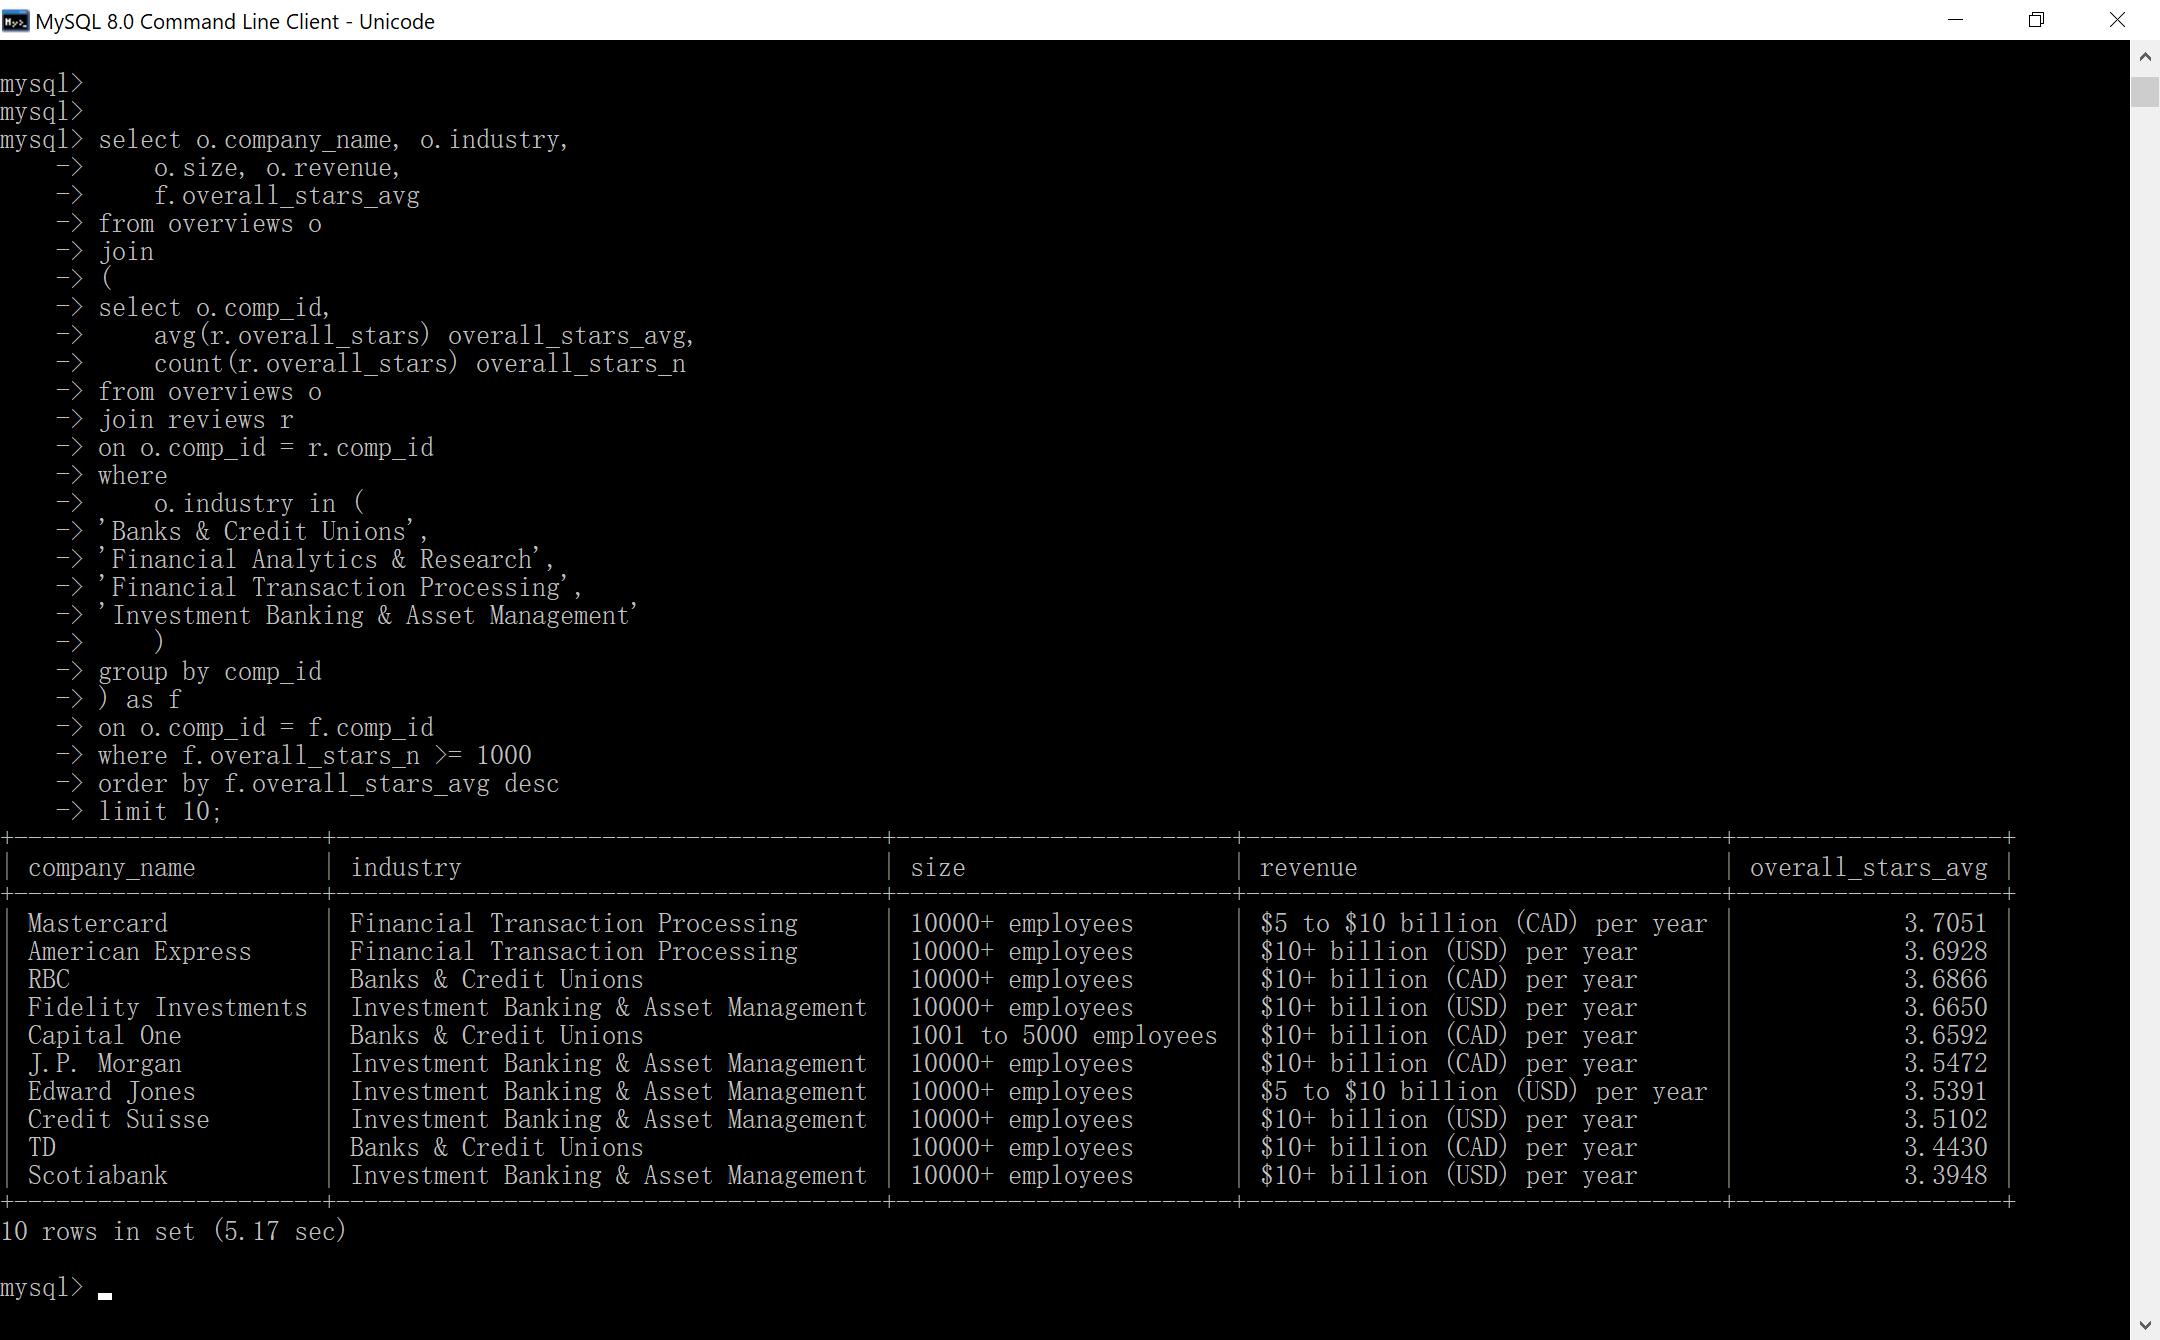 MySQL 8.0 Command Line Client - Unicode
mysql>
mysql>
mysql> select o.company_name, o.industry,
    ->     o.size, o.revenue,
    ->     f.overall_stars_avg
    -> from overviews o
    -> join
    -> (
    -> select o.comp_id,
    ->     avg(r.overall_stars) overall_stars_avg,
    ->     count(r.overall_stars) overall_stars_n
    -> from overviews o
    -> join reviews r
    -> on o.comp_id = r.comp_id
    -> where
    ->     o.industry in (
    -> 'Banks & Credit Unions',
    -> 'Financial Analytics & Research',
    -> 'Financial Transaction Processing',
    -> 'Investment Banking & Asset Management'
    ->     )
    -> group by comp_id
    -> ) as f
    -> on o.comp_id = f.comp_id
    -> where f.overall_stars_n >= 1000
    -> order by f.overall_stars_avg desc
    -> limit 10;
| company_name | industry | size | revenue | overall_stars_avg |
| Mastercard | Financial Transaction Processing | 10000+ employees | $5 to $10 billion (CAD) per year | 3.7051 |
| American Express | Financial Transaction Processing | 10000+ employees | $10+ billion (USD) per year | 3.6928 |
| RBC | Banks & Credit Unions | 10000+ employees | $10+ billion (CAD) per year | 3.6866 |
| Fidelity Investments | Investment Banking & Asset Management | 10000+ employees | $10+ billion (USD) per year | 3.6650 |
| Capital One | Banks & Credit Unions | 1001 to 5000 employees | $10+ billion (CAD) per year | 3.6592 |
| J.P. Morgan | Investment Banking & Asset Management | 10000+ employees | $10+ billion (CAD) per year | 3.5472 |
| Edward Jones | Investment Banking & Asset Management | 10000+ employees | $5 to $10 billion (USD) per year | 3.5391 |
| Credit Suisse | Investment Banking & Asset Management | 10000+ employees | $10+ billion (USD) per year | 3.5102 |
| TD | Banks & Credit Unions | 10000+ employees | $10+ billion (CAD) per year | 3.4430 |
| Scotiabank | Investment Banking & Asset Management | 10000+ employees | $10+ billion (USD) per year | 3.3948 |
10 rows in set (5.17 sec)
mysql>